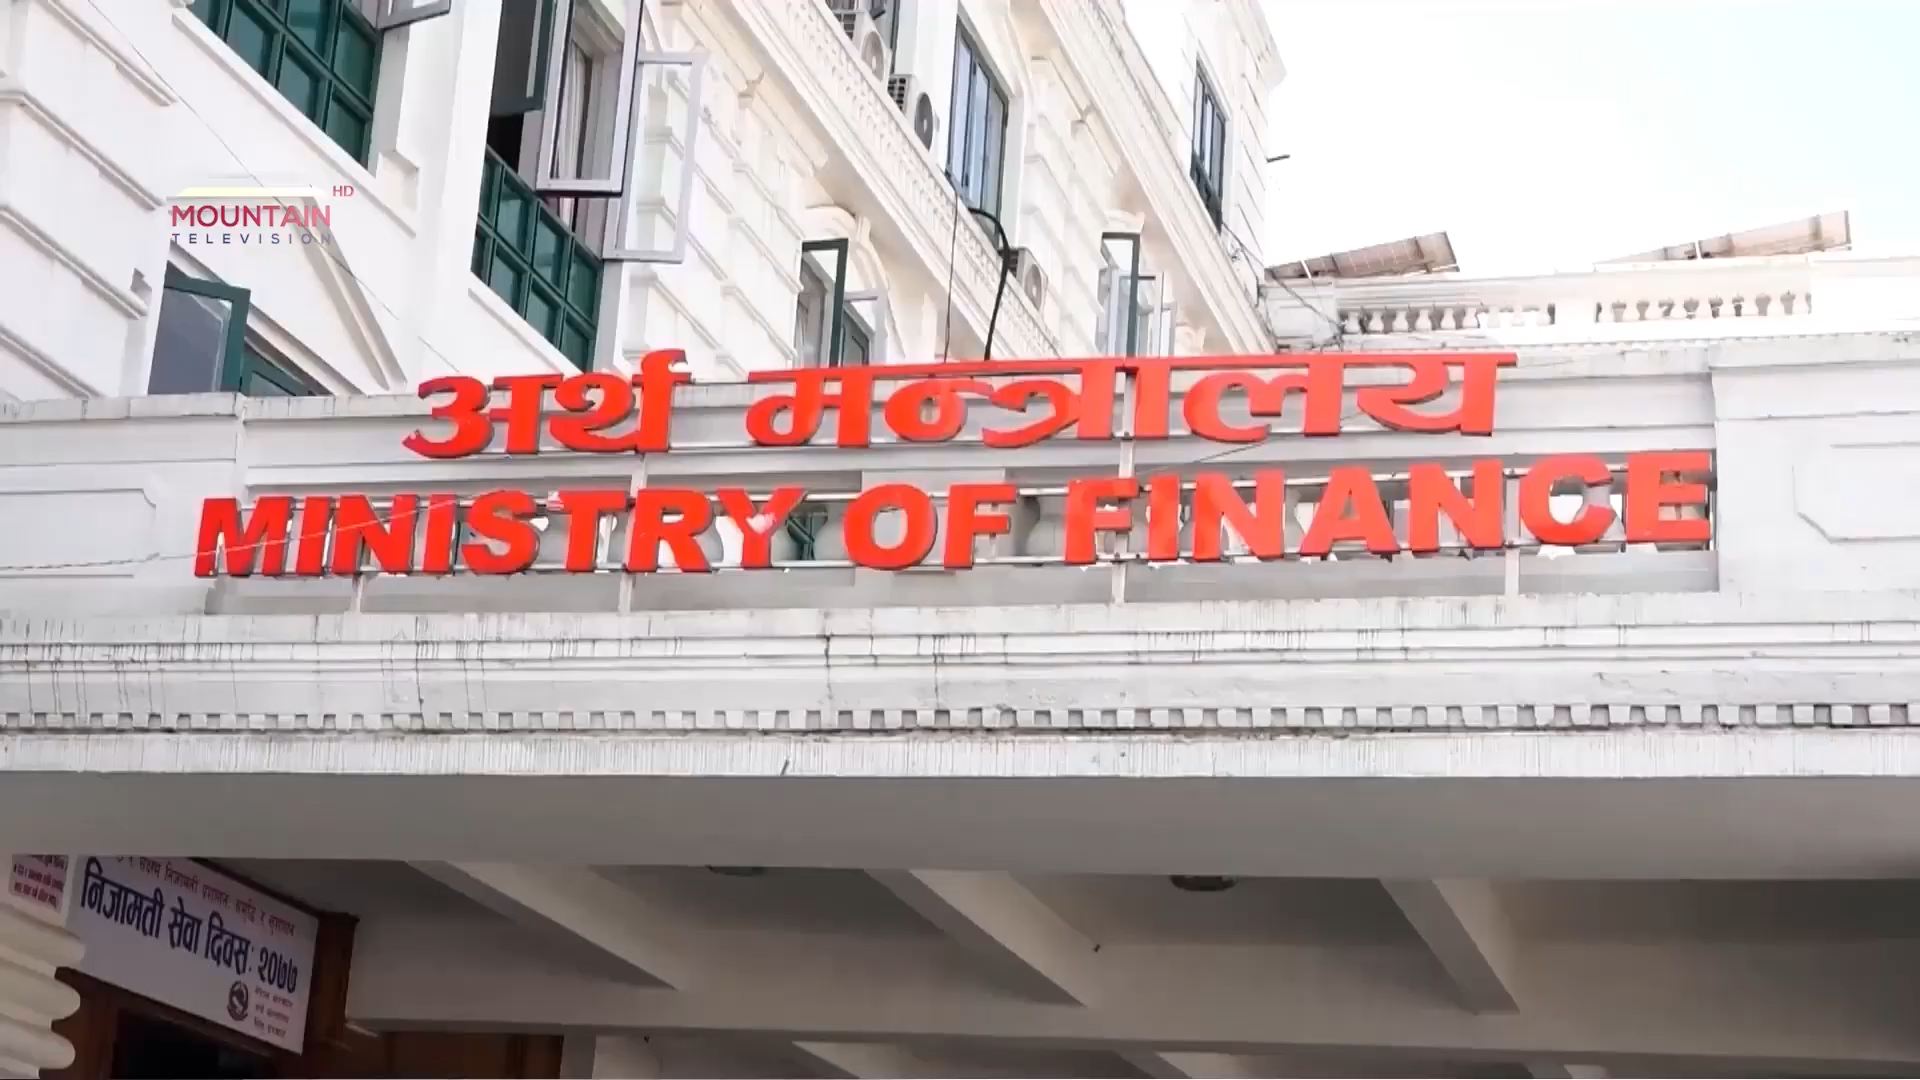 HD
MOUNTAIN
TELEVISION
अर्थ मन्त्रालय
MINISTRY OF FINANCE
निजामती सेवा दिवस: २०७७